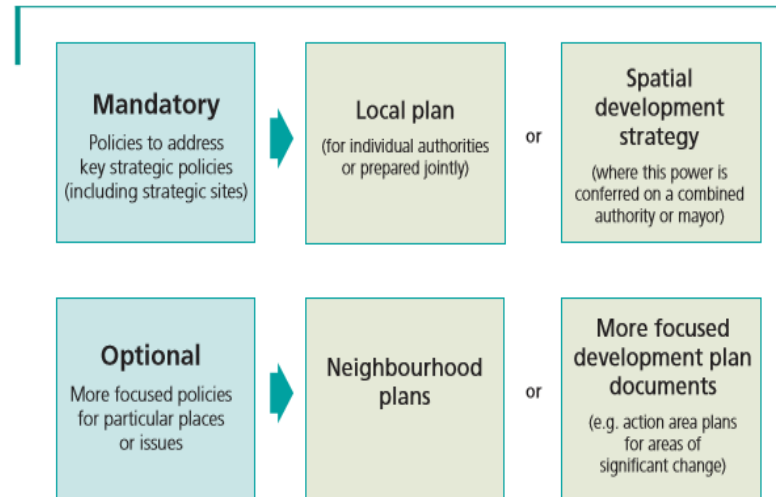 Mandatory
Policies to address
key strategic policies
(including strategic sites)
Local plan
(for individual authorities
or prepared jointly)
or
Spatial
development
strategy
(where this power is
conferred on a combined
authority or mayor)
Optional
More focused policies
for particular places
or issues
Neighbourhood
plans
or
More focused
development plan
documents
(e.g. action area plans
for areas of
significant change)